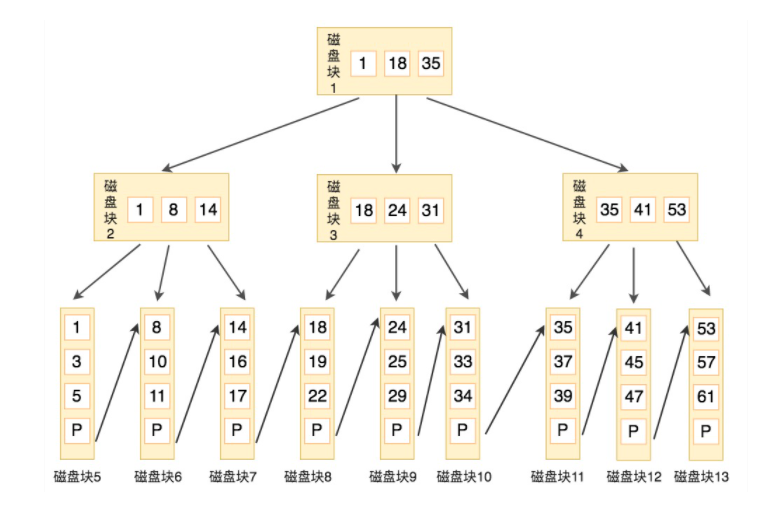 磁盘块1 1 18 35
磁盘块2 1 8 14
磁盘块3 18 24 31
磁盘块4 35 41 53
1 8 14 18 24 31 35 41 53
3 10 16 19 25 33 37 45 57
5 11 17 22 29 34 39 47 61
P P P P P P P P P
磁盘块5 磁盘块6 磁盘块7 磁盘块8 磁盘块9 磁盘块10 磁盘块11 磁盘块12 磁盘块13